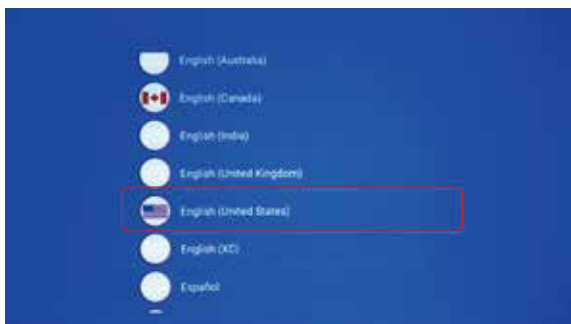 English (Australia)
English (Canada)
English (India)
English (United Kingdom)
English (United States)
English (XC)
Español